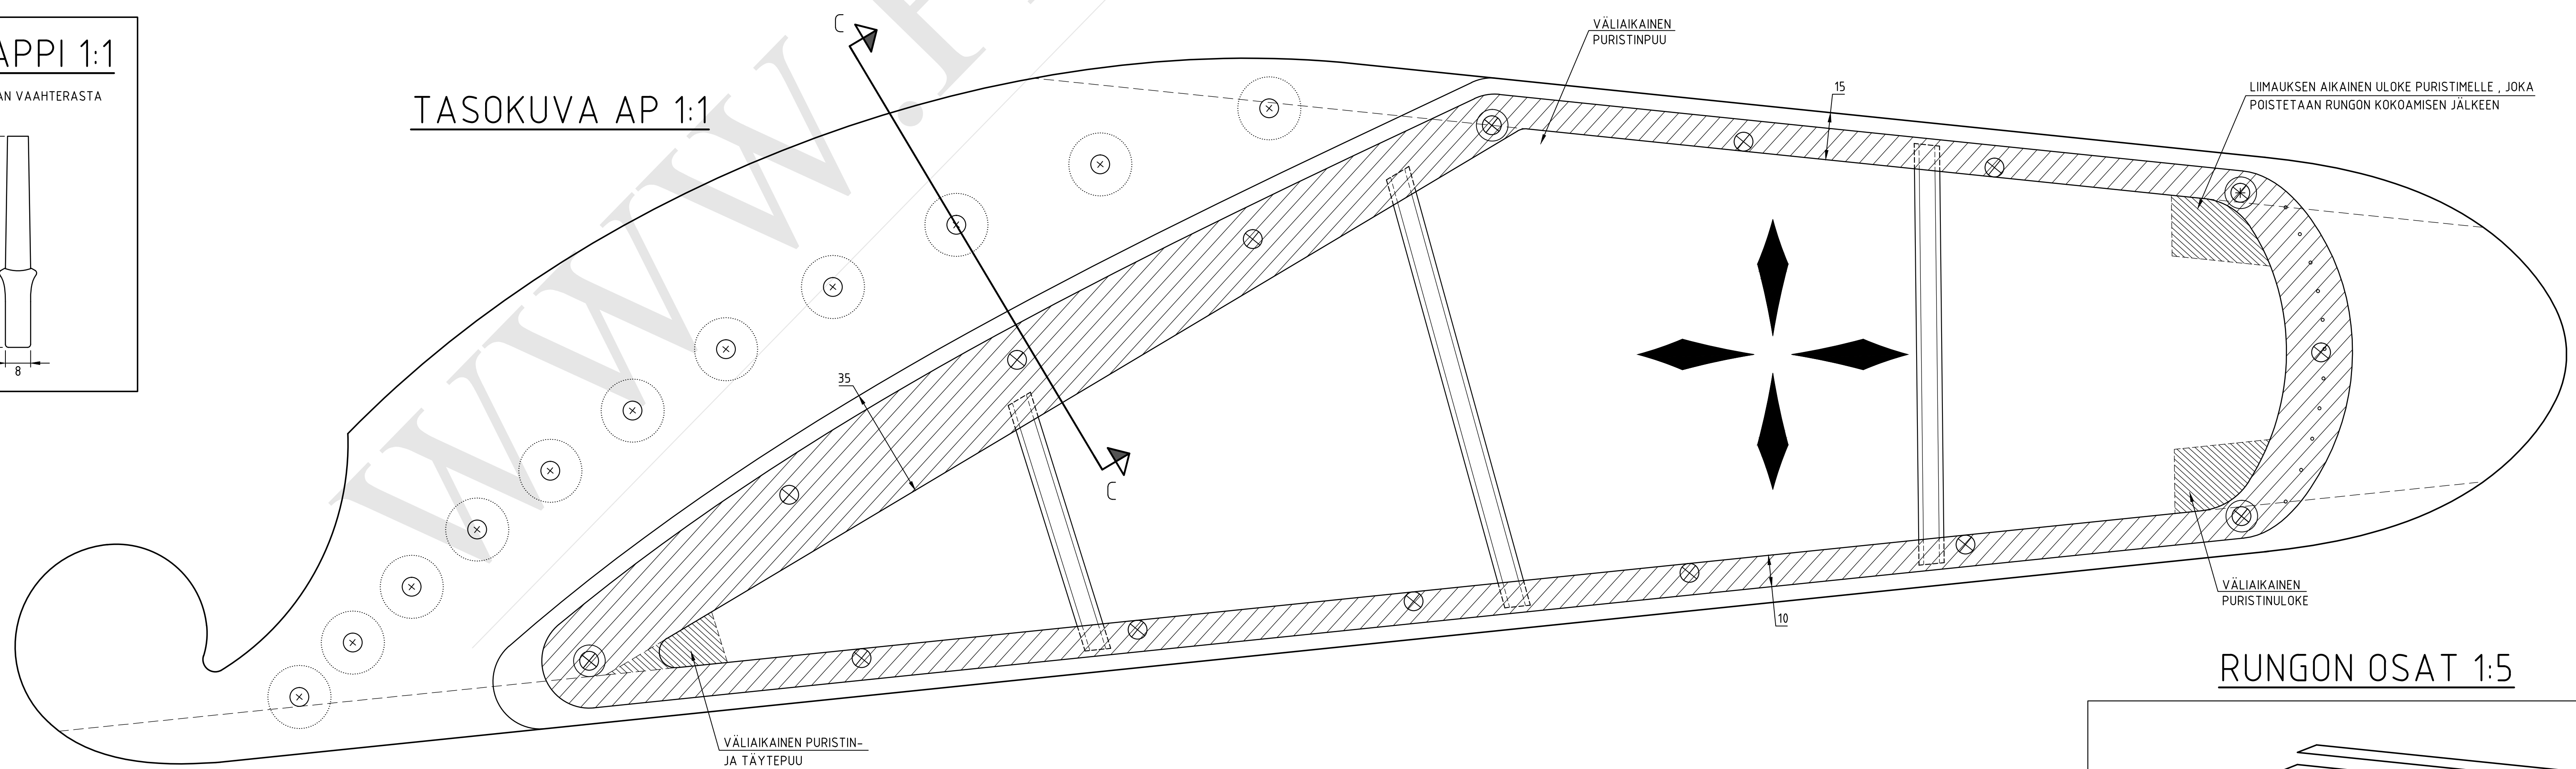 APPI 1:1
AN VAAHTERASTA
8
TASOKUVA AP 1:1
C
C
35
VÄLIAIKAINEN
PURISTINPUU
15
LIIMAUKSEN AIKAINEN ULOKE PURISTIMELLE , JOKA
POISTETAAN RUNGON KOKOAMISEN JÄLKEEN
VÄLIAIKAINEN
PURISTINULOKE
10
VÄLIAIKAINEN PURISTIN-
JA TÄYTEPUU
RUNGON OSAT 1:5
WWW.